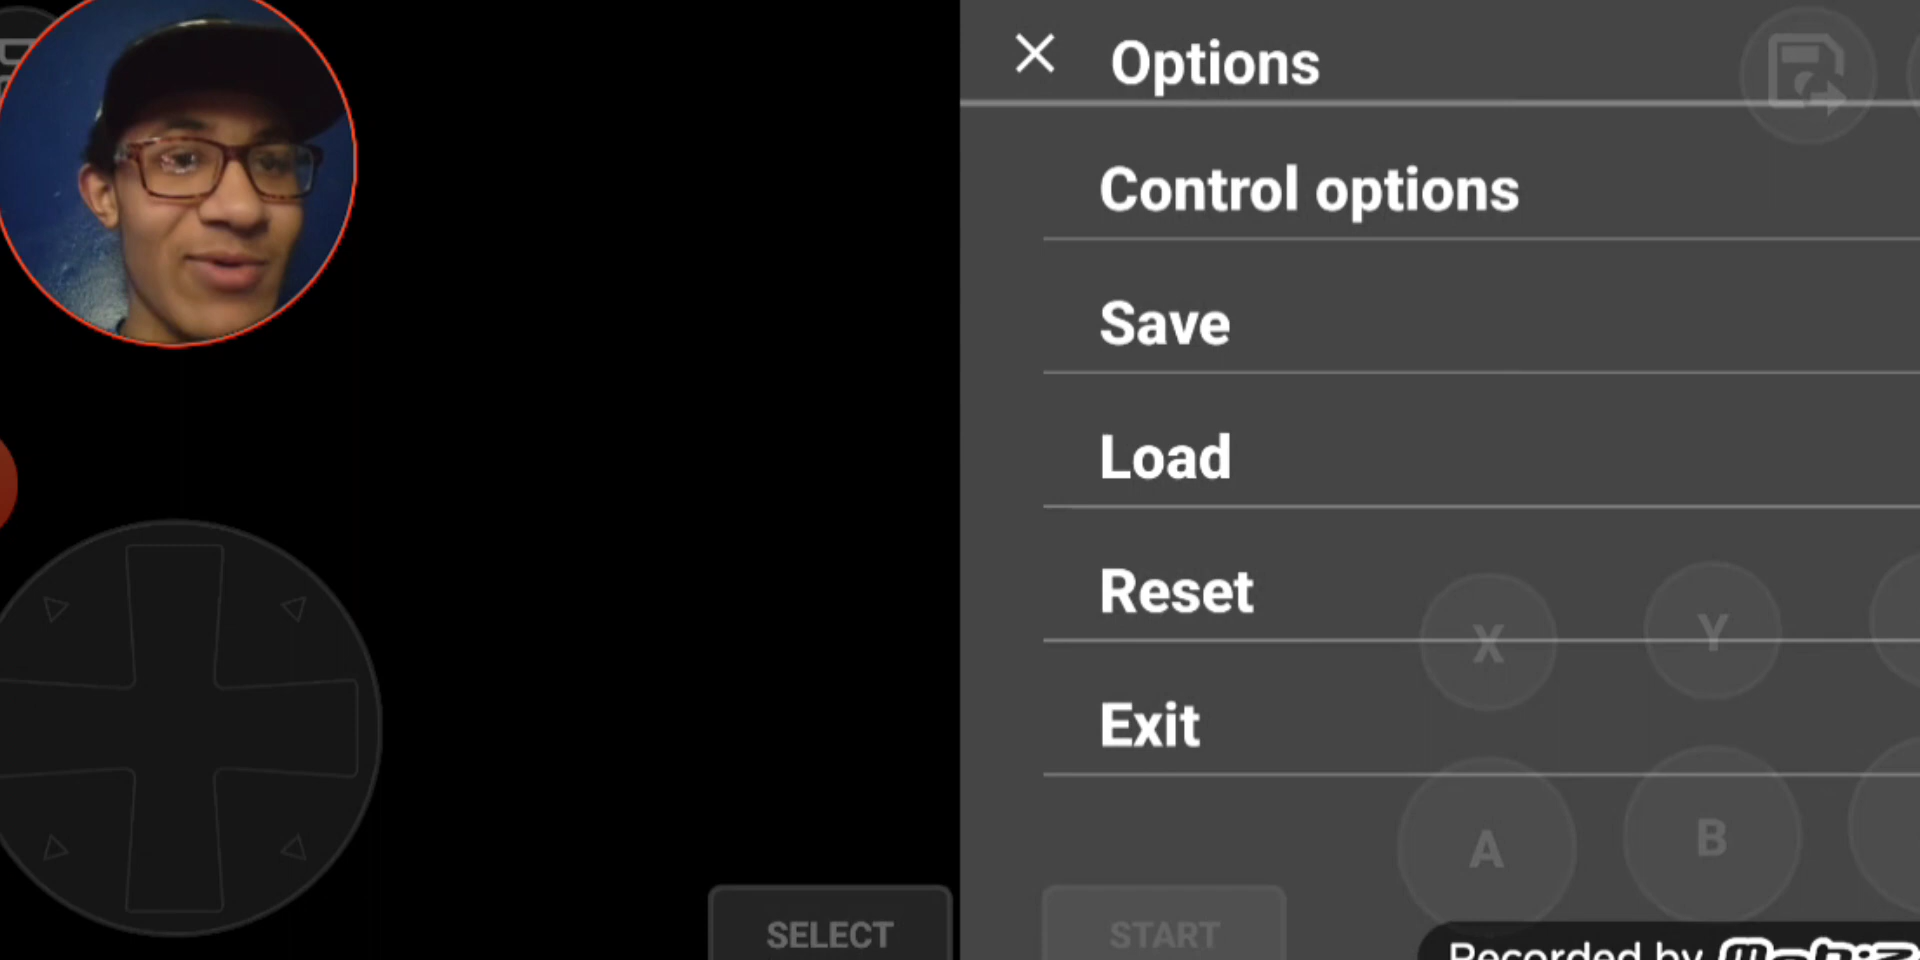 Options
Control options
Save
Load
Reset
Exit
X
Y
A
B
SELECT
START
Recorded by